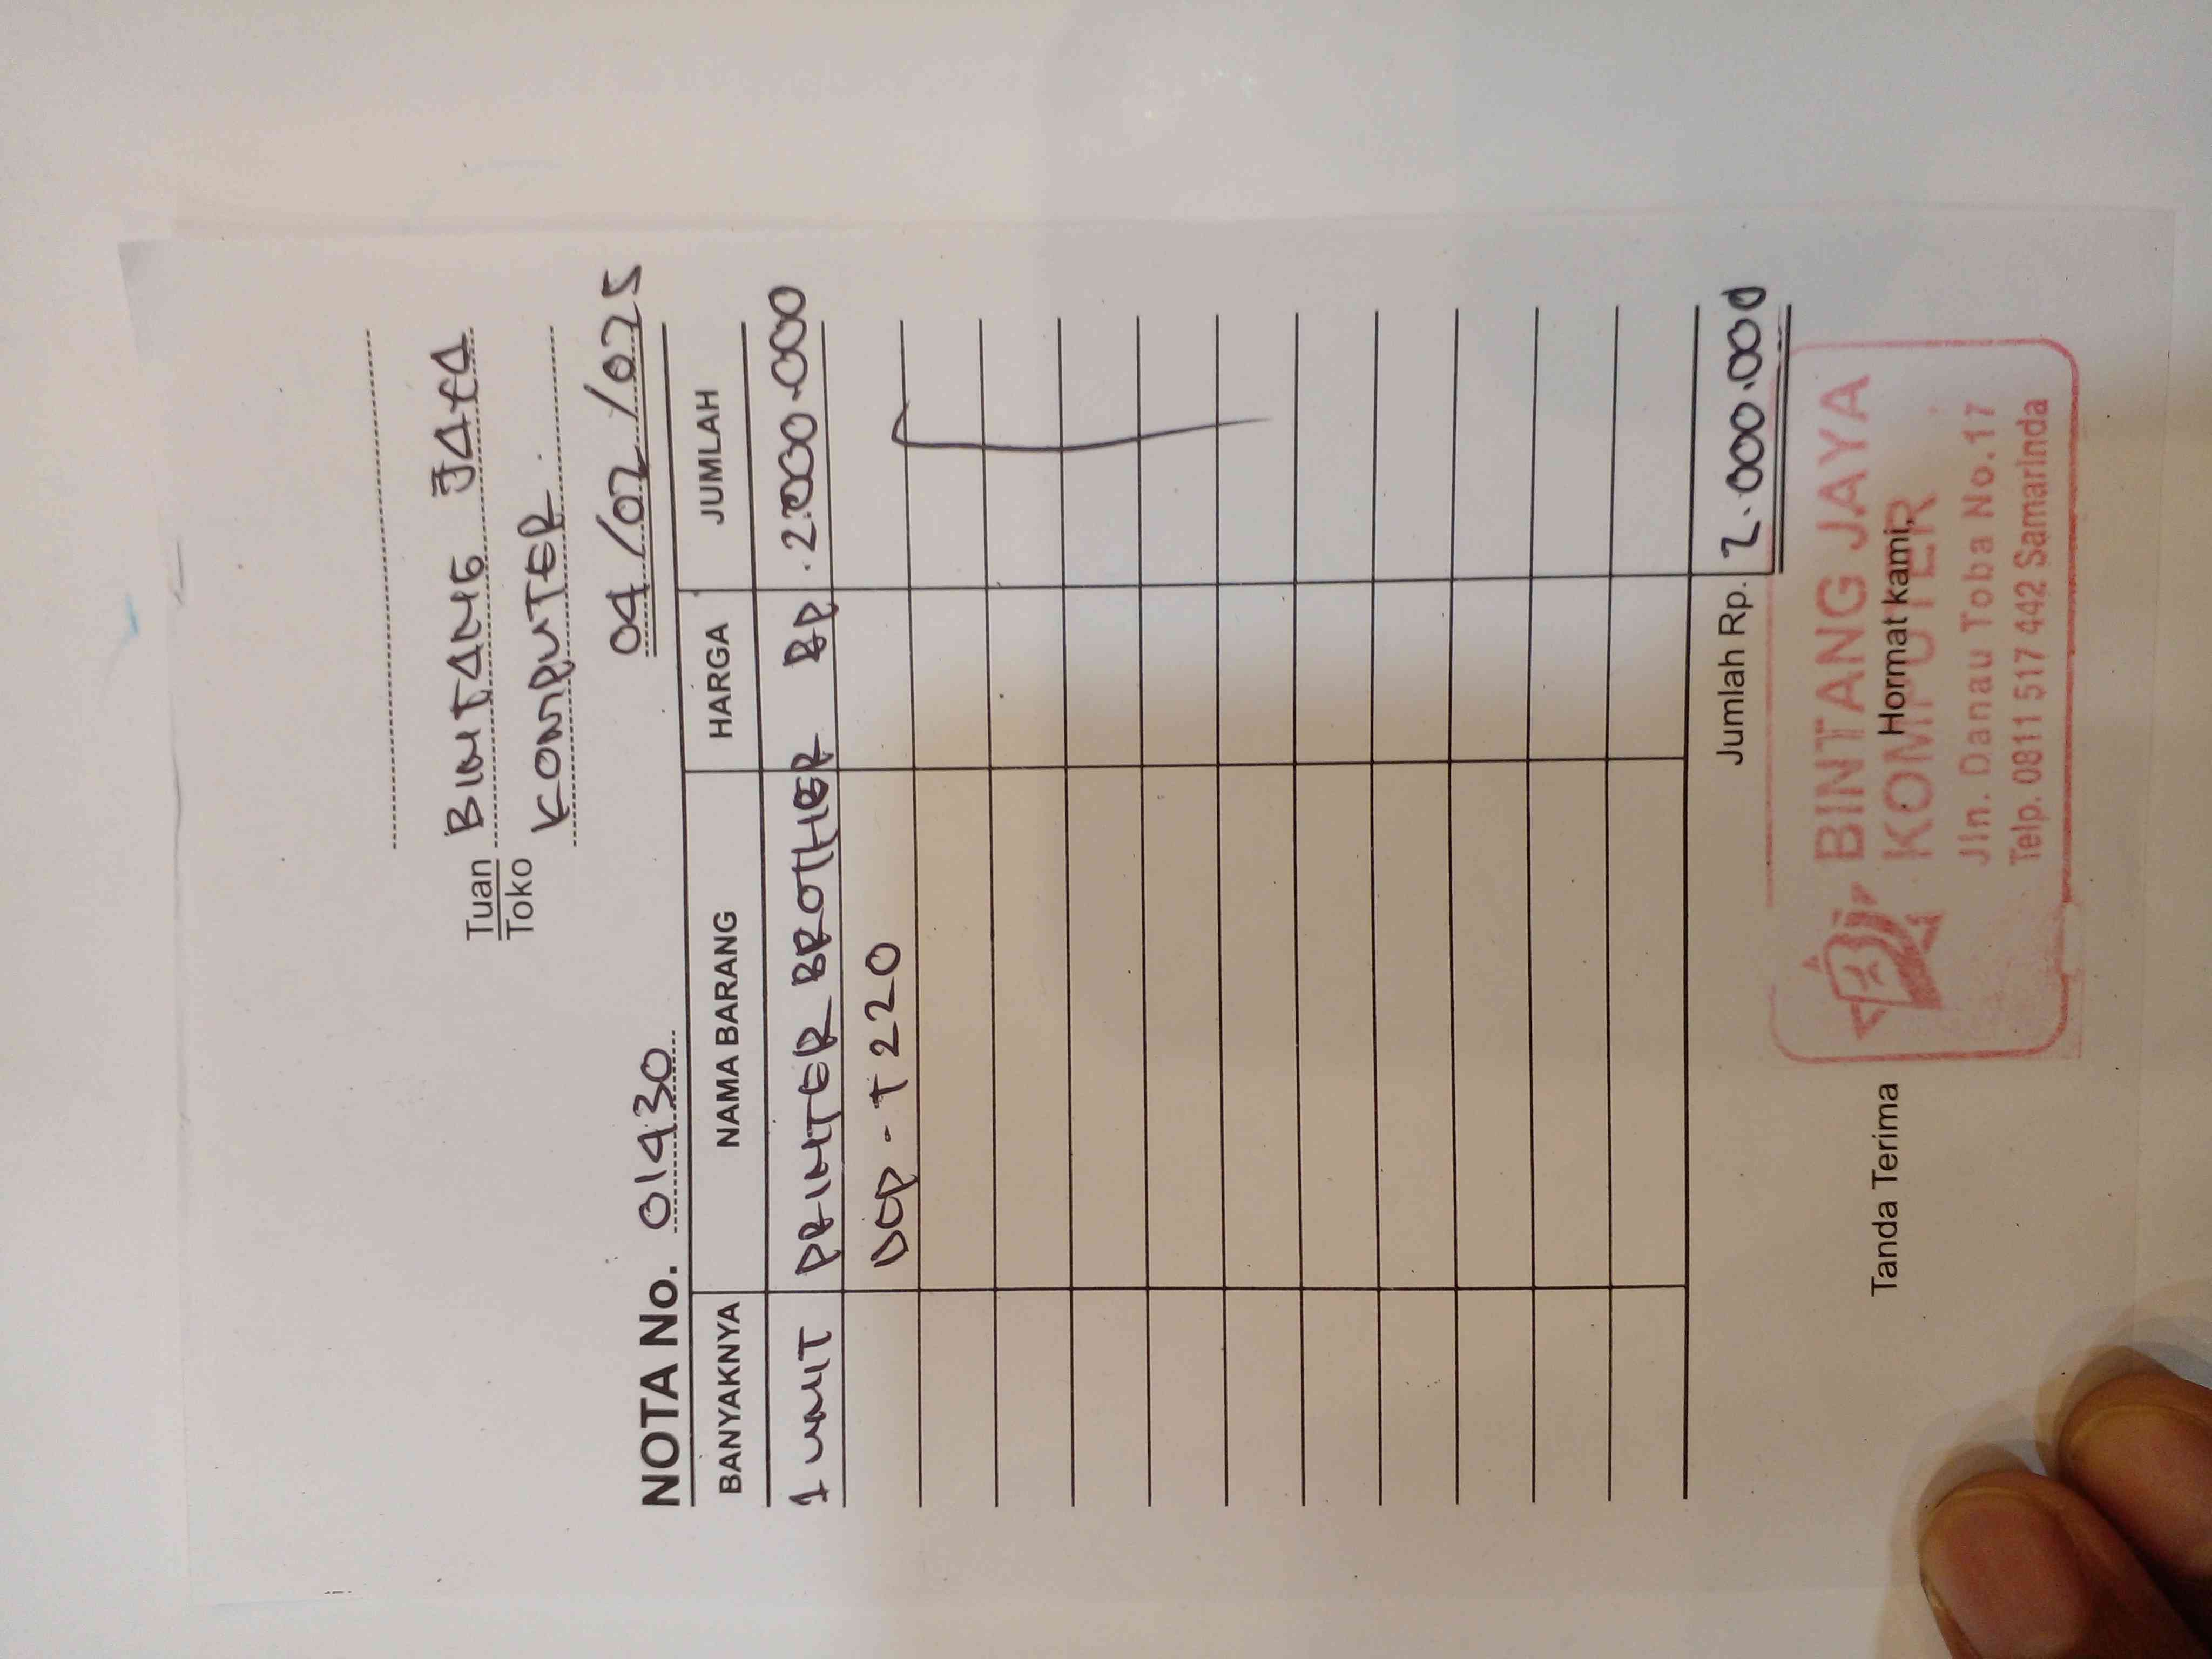 Tuan BINTANG JAYA
Toko KOMPUTER
04/02/025
NOTA No. 01430
BANYAKNYA NAMA BARANG HARGA JUMLAH
1 UNIT PRINTER BROTHER RP. 2.000.000
DCP-T220
Jumlah Rp. 2.000.000
Tanda Terima Hormat kami,
BINTANG JAYA
KOMPUTER
Jln. Danau Toba No.17
Telp. 0811 517 442 Samarinda